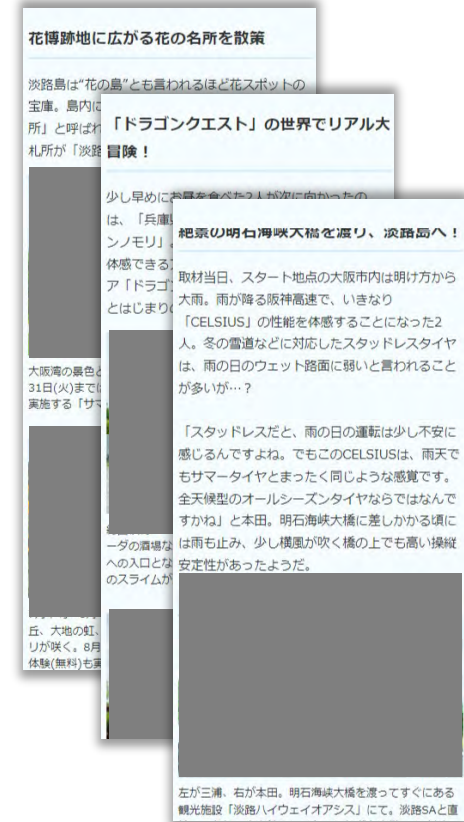 花博跡地に広がる花の名所を散策
淡路島は“花の島”とも言われるほど花スポットの
宝庫。島内に
所」と呼ばれ
札所が「淡路
大阪湾の景色と
31日(火)までは
実施する「サマ
丘、大地の虹、
リが咲く。8月
体験(無料)も実
「ドラゴンクエスト」の世界でリアル大
冒険！
少し早めにお昼を食べた2人が次に向かったの
は、「兵庫県
ンノモリ」。
体感できるア
ア「ドラゴン
とはじまりの
ーダの酒場な
への入口とな
のスライムが
絶景の明石海峡大橋を渡り、淡路島へ！
取材当日、スタート地点の大阪市内は明け方から
大雨。雨が降る阪神高速で、いきなり
「CELSIUS」の性能を体感することになった2
人。冬の雪道などに対応したスタッドレスタイヤ
は、雨の日のウェット路面に弱いと言われること
が多いが…？
「スタッドレスだと、雨の日の運転は少し不安に
感じるんですよね。でもこのCELSIUSは、雨天で
もサマータイヤとまったく同じような感覚です。
全天候型のオールシーズンタイヤならではなんで
すかね」と本田。明石海峡大橋に差しかかる頃に
は雨も止み、少し横風が吹く橋の上でも高い操縦
安定性があったようだ。
左が三浦、右が本田。明石海峡大橋を渡ってすぐにある
観光施設「淡路ハイウェイオアシス」にて。淡路SAと直